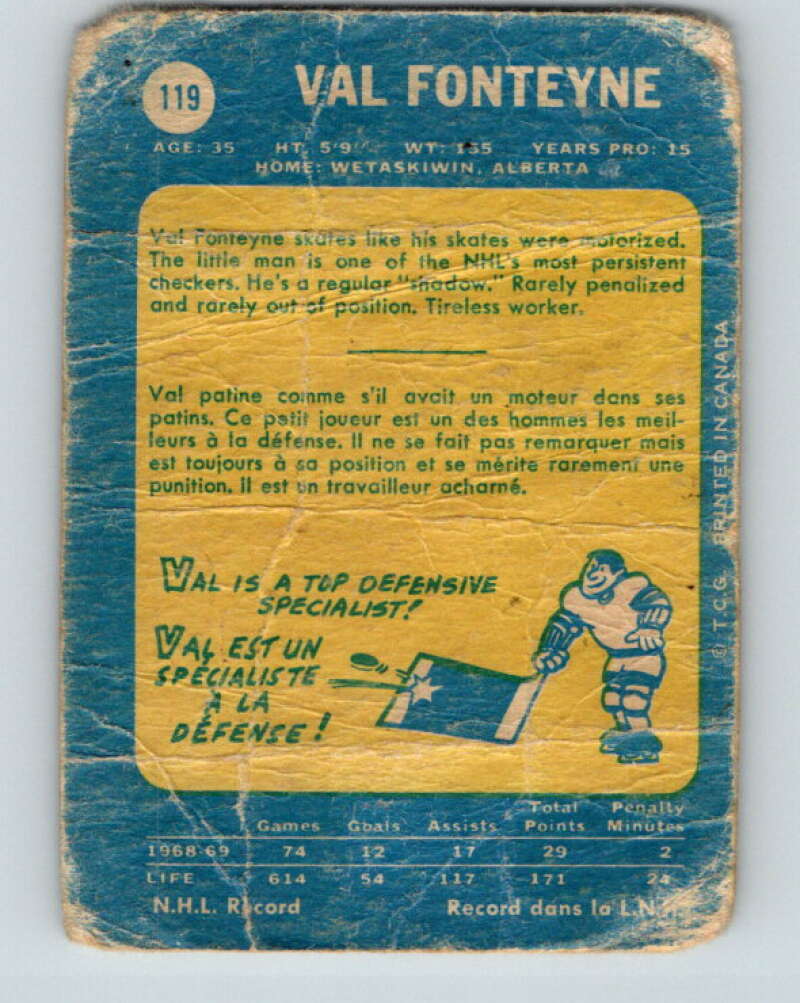 119
VAL FONTEYNE
AGE: 35 HT. 5'9 WT: 155 YEARS PRO: 15
HOME: WETASKIWIN, ALBERTA
Val Fonteyne skates like his skates were motorized.
The little man is one of the NHL's most persistent
checkers. He's a regular "shadow." Rarely penalized
and rarely out of position. Tireless worker.
Val patine comme s'il avait un moteur dans ses
patins. Ce petit joueur est un des hommes les meil-
leurs à la défense. Il ne se fait pas remarquer mais
est toujours à sa position et se mérite rarement une
punition. Il est un travailleur acharné.
VAL IS A TOP DEFENSIVE
SPECIALIST!
VAL EST UN
SPÉCIALISTE
À LA
DÉFENSE!
© T.C.G. PRINTED IN CANADA
Total Penalty
Games Goals Assists Points Minutes
1968-69 74 12 17 29 2
LIFE 614 54 117 171 24
N.H.L. Record Record dans la L.N.